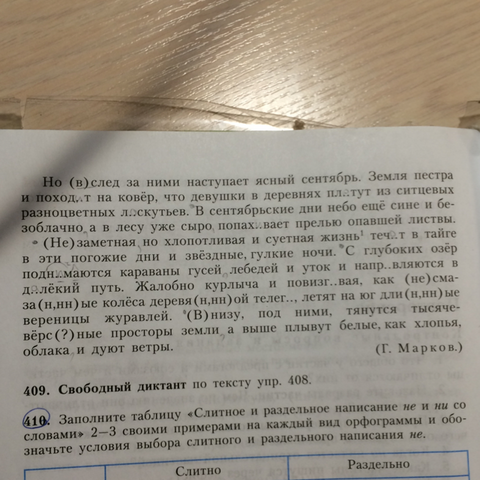 Но (в)след за ними наступает ясный сентябрь. Земля пестра
и поход..т на ковёр, что девушки в деревнях пл..тут из ситцевых
разноцветных л..скутьев. В сентябрьские дни небо ещё сине и бе-
зоблачно а в лесу уже сыро попах..вает прелью опавшей листвы.
(Не)заметная но хлопотливая и суетная жизнь¹ теч..т в тайге
в эти погожие дни и звёздные, гулкие ночи. С глубоких озёр
подн..маются караваны гусей лебедей и уток и напр..вляются в
д..лёкий путь. Жалобно курлыча и повизг..вая, как (не)сма-
за(н,нн)ые колёса деревя(н,нн)ой телег.., летят на юг дли(н,нн)ые
вереницы журавлей. (В)низу, под ними, тянутся тысяче-
вёрс(?)ные просторы земли а выше плывут белые, как хлопья,
облака и дуют ветры. (Г. Марков.)
409. Свободный диктант по тексту упр. 408.
410. Заполните таблицу «Слитное и раздельное написание не и ни со
словами» 2—3 своими примерами на каждый вид орфограммы и обо-
значьте условия выбора слитного и раздельного написания не.
Слитно Раздельно